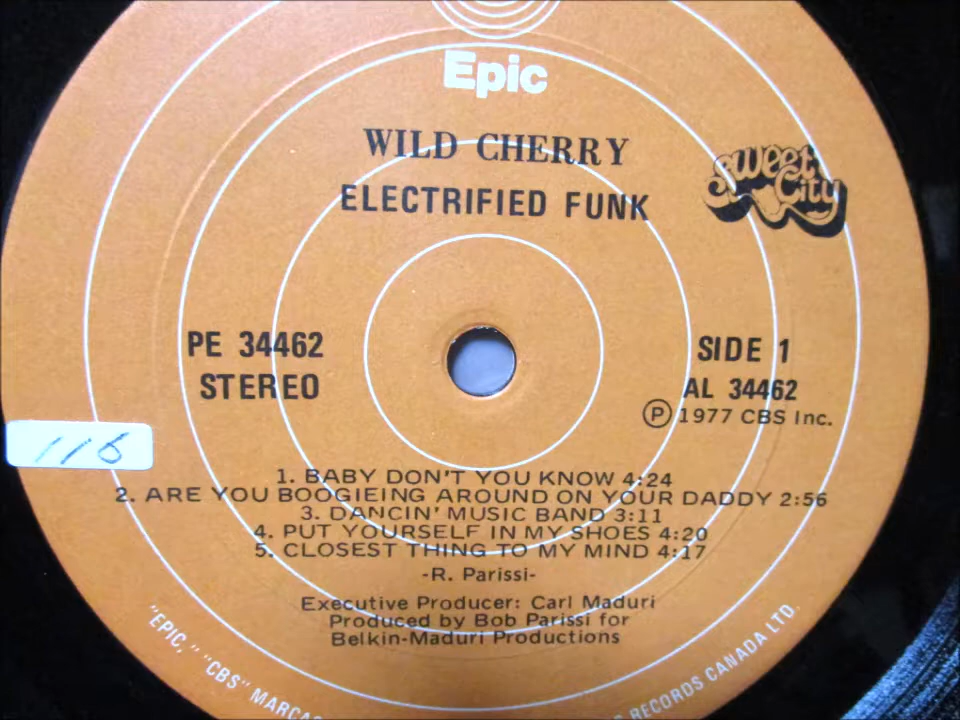 Epic
WILD CHERRY
ELECTRIFIED FUNK
Sweet City
PE 34462
STEREO
SIDE 1
AL 34462
Ⓟ 1977 CBS Inc.
116
1. BABY DON'T YOU KNOW 4:24
2. ARE YOU BOOGIEING AROUND ON YOUR DADDY 2:56
3. DANCIN' MUSIC BAND 3:11
4. PUT YOURSELF IN MY SHOES 4:20
5. CLOSEST THING TO MY MIND 4:17
-R. Parissi-
Executive Producer: Carl Maduri
Produced by Bob Parissi for
Belkin-Maduri Productions
"EPIC," "CBS" MARCAS
RECORDS CANADA LTD.